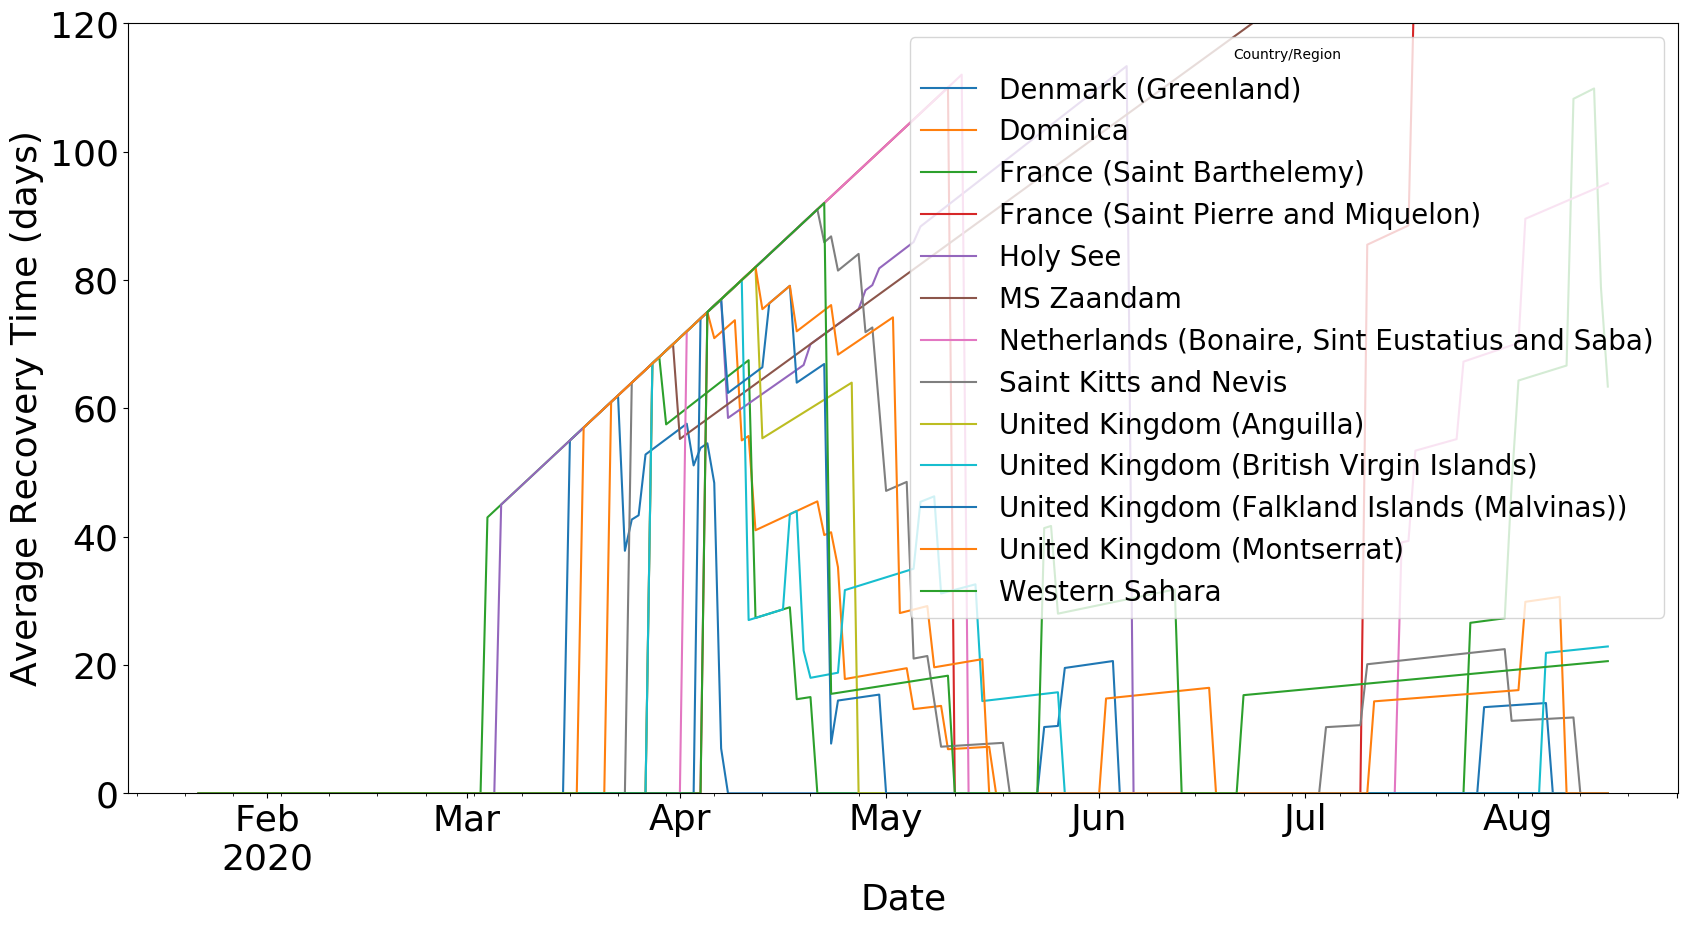 120
100
80
60
40
20
0
Average Recovery Time (days)
Country/Region
Denmark (Greenland)
Dominica
France (Saint Barthelemy)
France (Saint Pierre and Miquelon)
Holy See
MS Zaandam
Netherlands (Bonaire, Sint Eustatius and Saba)
Saint Kitts and Nevis
United Kingdom (Anguilla)
United Kingdom (British Virgin Islands)
United Kingdom (Falkland Islands (Malvinas))
United Kingdom (Montserrat)
Western Sahara
Feb Mar Apr May Jun Jul Aug
2020
Date